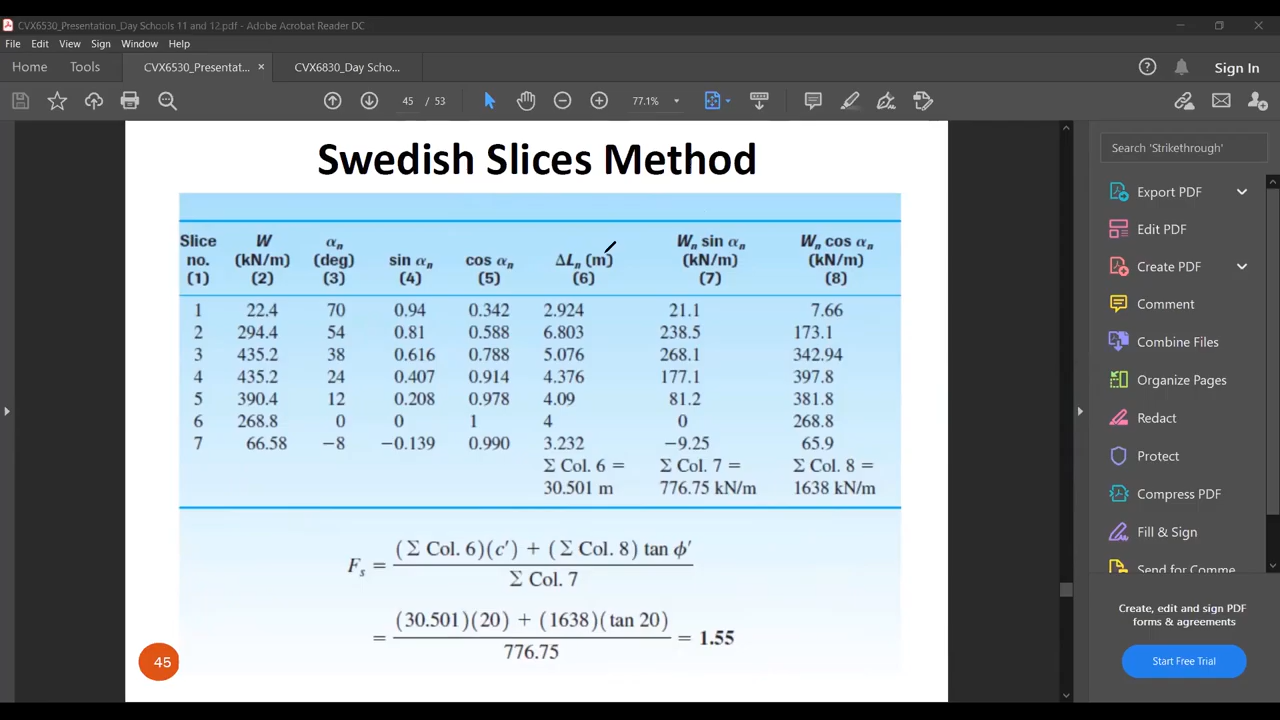 CVX6530_Presentation_Day Schools 11 and 12.pdf - Adobe Acrobat Reader DC
File Edit View Sign Window Help
Home Tools CVX6530_Presentat... × CVX6830_Day Scho... Sign In
45 / 53 77.1%
Swedish Slices Method
Search 'Strikethrough'
Export PDF
Edit PDF
Create PDF
Comment
Combine Files
Organize Pages
Redact
Protect
Compress PDF
Fill & Sign
Send for Comme
Create, edit and sign PDF
forms & agreements
Start Free Trial
Slice W αₙ Wₙ sin αₙ Wₙ cos αₙ
no. (kN/m) (deg) sin αₙ cos αₙ ΔLₙ (m) (kN/m) (kN/m)
(1) (2) (3) (4) (5) (6) (7) (8)
1 22.4 70 0.94 0.342 2.924 21.1 7.66
2 294.4 54 0.81 0.588 6.803 238.5 173.1
3 435.2 38 0.616 0.788 5.076 268.1 342.94
4 435.2 24 0.407 0.914 4.376 177.1 397.8
5 390.4 12 0.208 0.978 4.09 81.2 381.8
6 268.8 0 0 1 4 0 268.8
7 66.58 −8 −0.139 0.990 3.232 −9.25 65.9
Σ Col. 6 = Σ Col. 7 = Σ Col. 8 =
30.501 m 776.75 kN/m 1638 kN/m
Fₛ = (Σ Col. 6)(c′) + (Σ Col. 8) tan ϕ′
Σ Col. 7
= (30.501)(20) + (1638)(tan 20) = 1.55
776.75
45